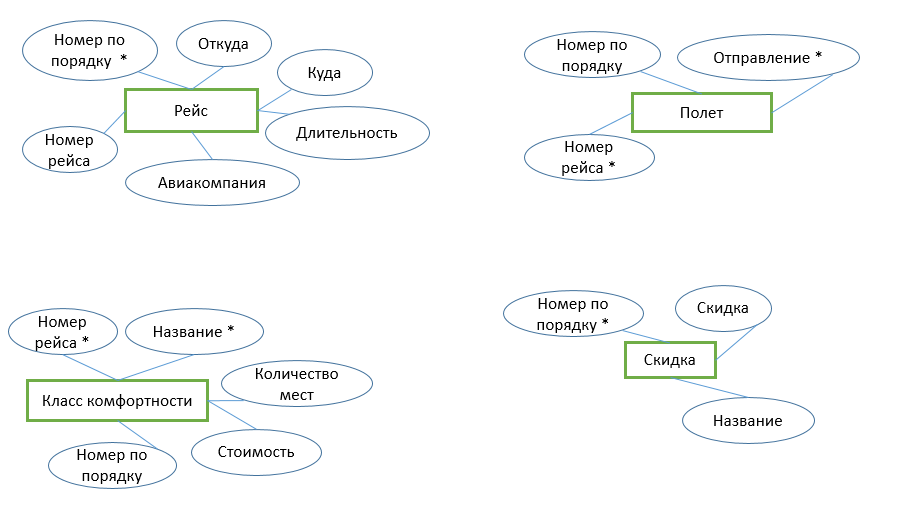 Номер по
порядку *
Откуда
Куда
Рейс
Длительность
Номер
рейса
Авиакомпания
Номер по
порядку
Отправление *
Полет
Номер
рейса *
Номер
рейса *
Название *
Количество
мест
Класс комфортности
Стоимость
Номер по
порядку
Номер по
порядку *
Скидка
Скидка
Название